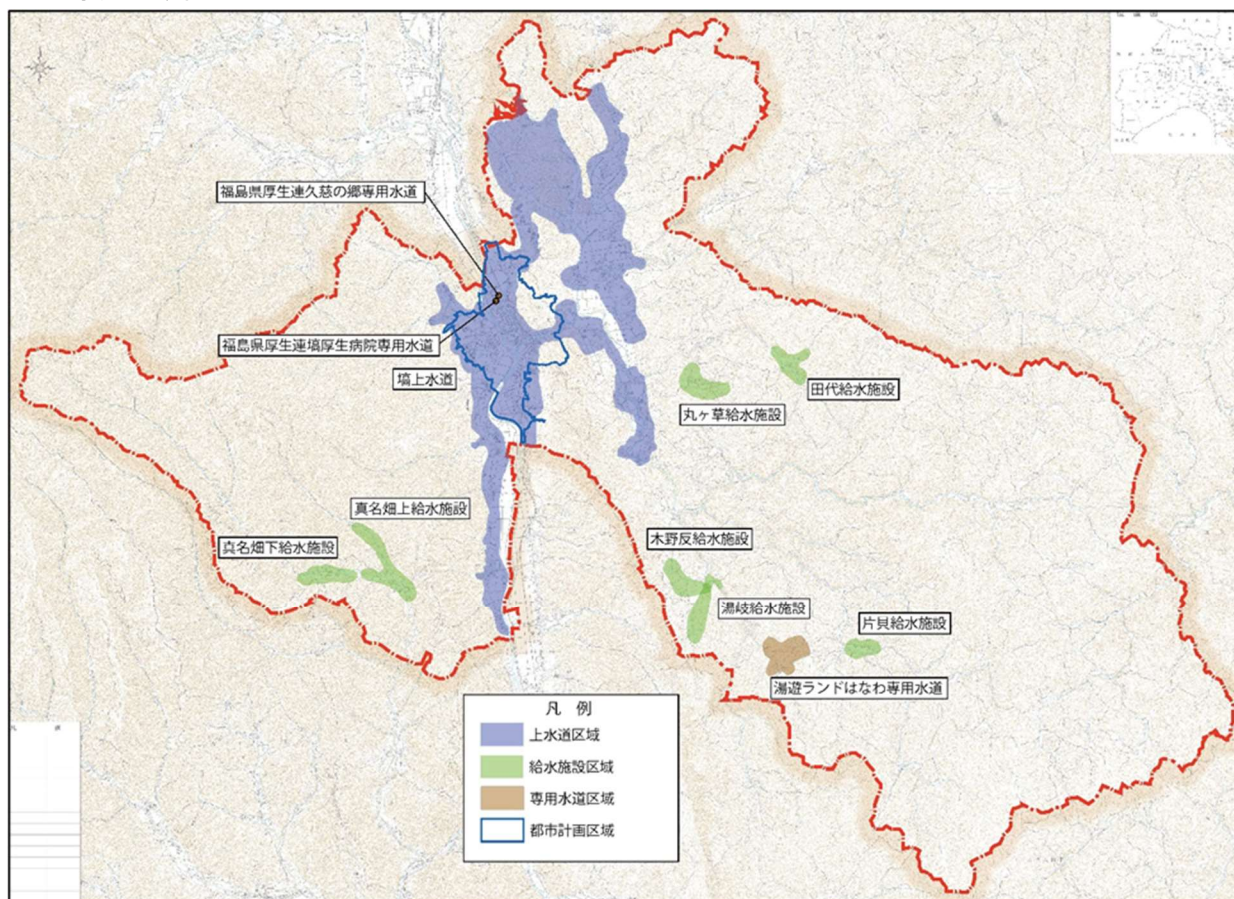 福島県厚生連久慈の郷専用水道
福島県厚生連塙厚生病院専用水道
塙上水道
田代給水施設
丸ヶ草給水施設
真名畑上給水施設
真名畑下給水施設
木野反給水施設
湯岐給水施設
片貝給水施設
湯遊ランドはなわ専用水道
凡 例
上水道区域
給水施設区域
専用水道区域
都市計画区域
凡 例